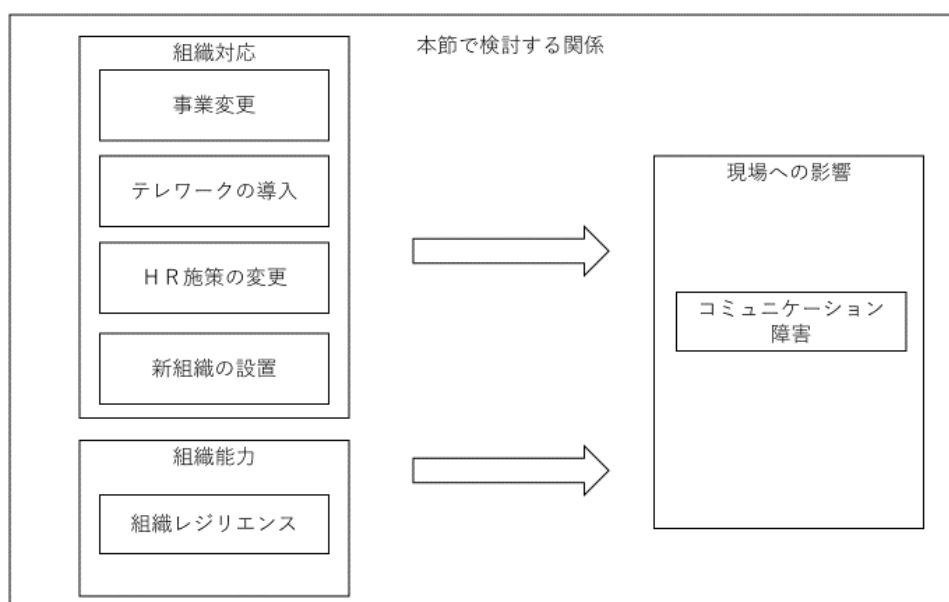 本節で検討する関係
組織対応
事業変更
テレワークの導入
ＨＲ施策の変更
新組織の設置
組織能力
組織レジリエンス
現場への影響
コミュニケーション
障害